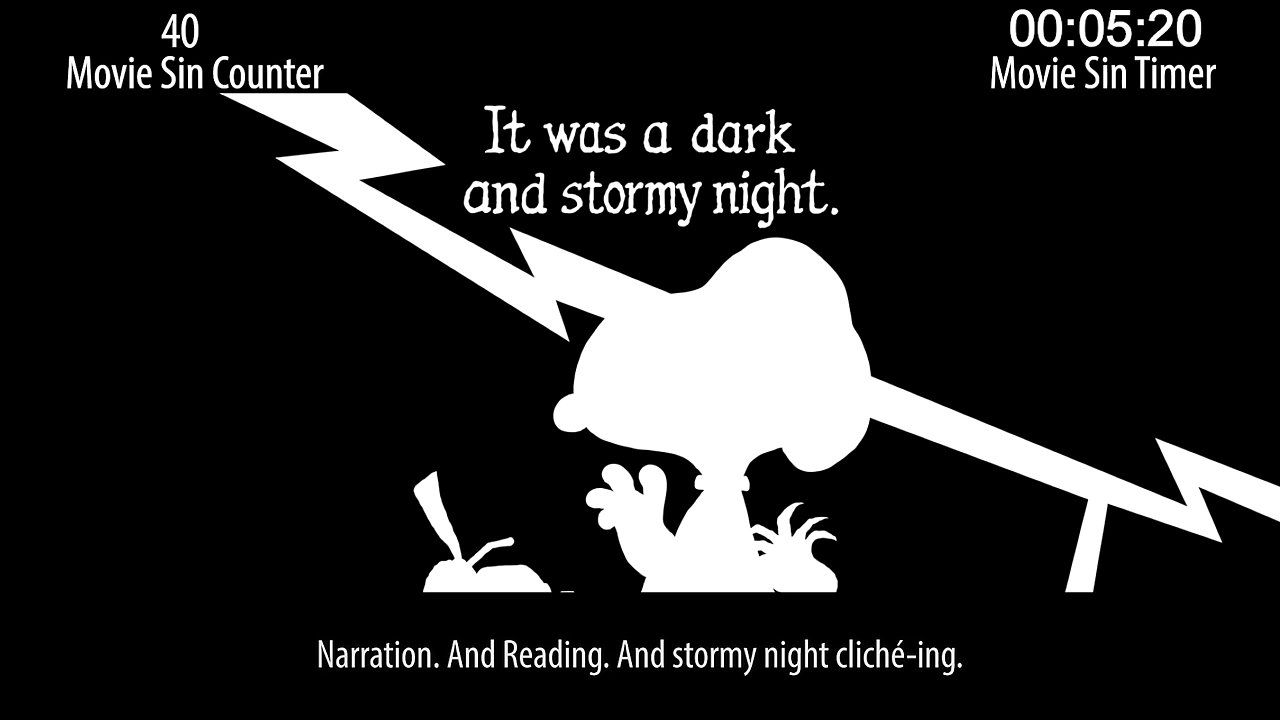 40
Movie Sin Counter
00:05:20
Movie Sin Timer
It was a dark
and stormy night.
Narration. And Reading. And stormy night cliché-ing.